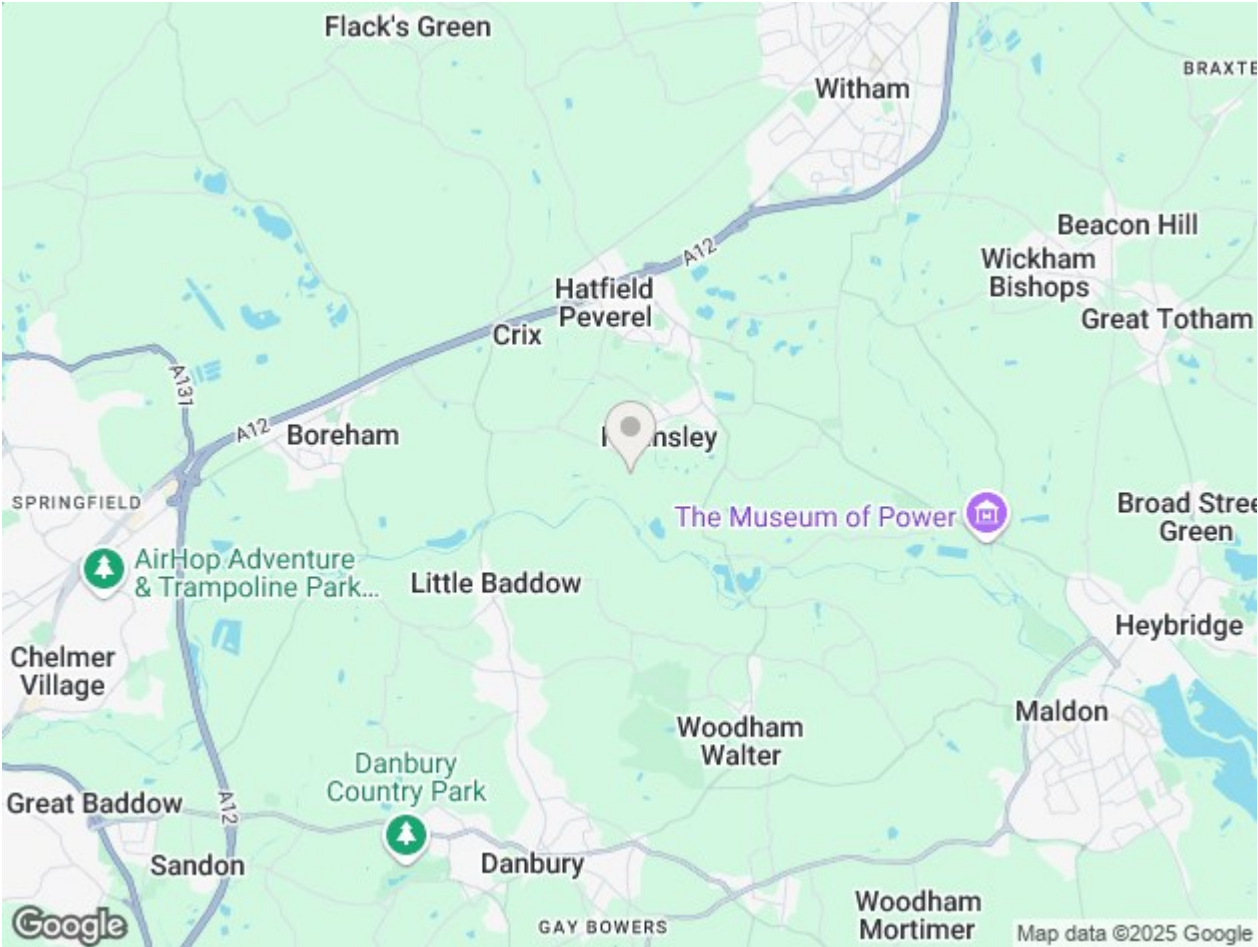 Flack's Green
BRAXTE
Witham
Beacon Hill
A12
Wickham
Bishops
Hatfield
Peverel
Great Totham
Crix
A131
A12
Boreham
SPRINGFIELD
The Museum of Power
Broad Stree
Green
AirHop Adventure
& Trampoline Park...
Little Baddow
Heybridge
Chelmer
Village
Maldon
Woodham
Walter
Danbury
Country Park
Great Baddow
A12
Sandon
Danbury
Woodham
Mortimer
GAY BOWERS
Google
Map data ©2025 Google